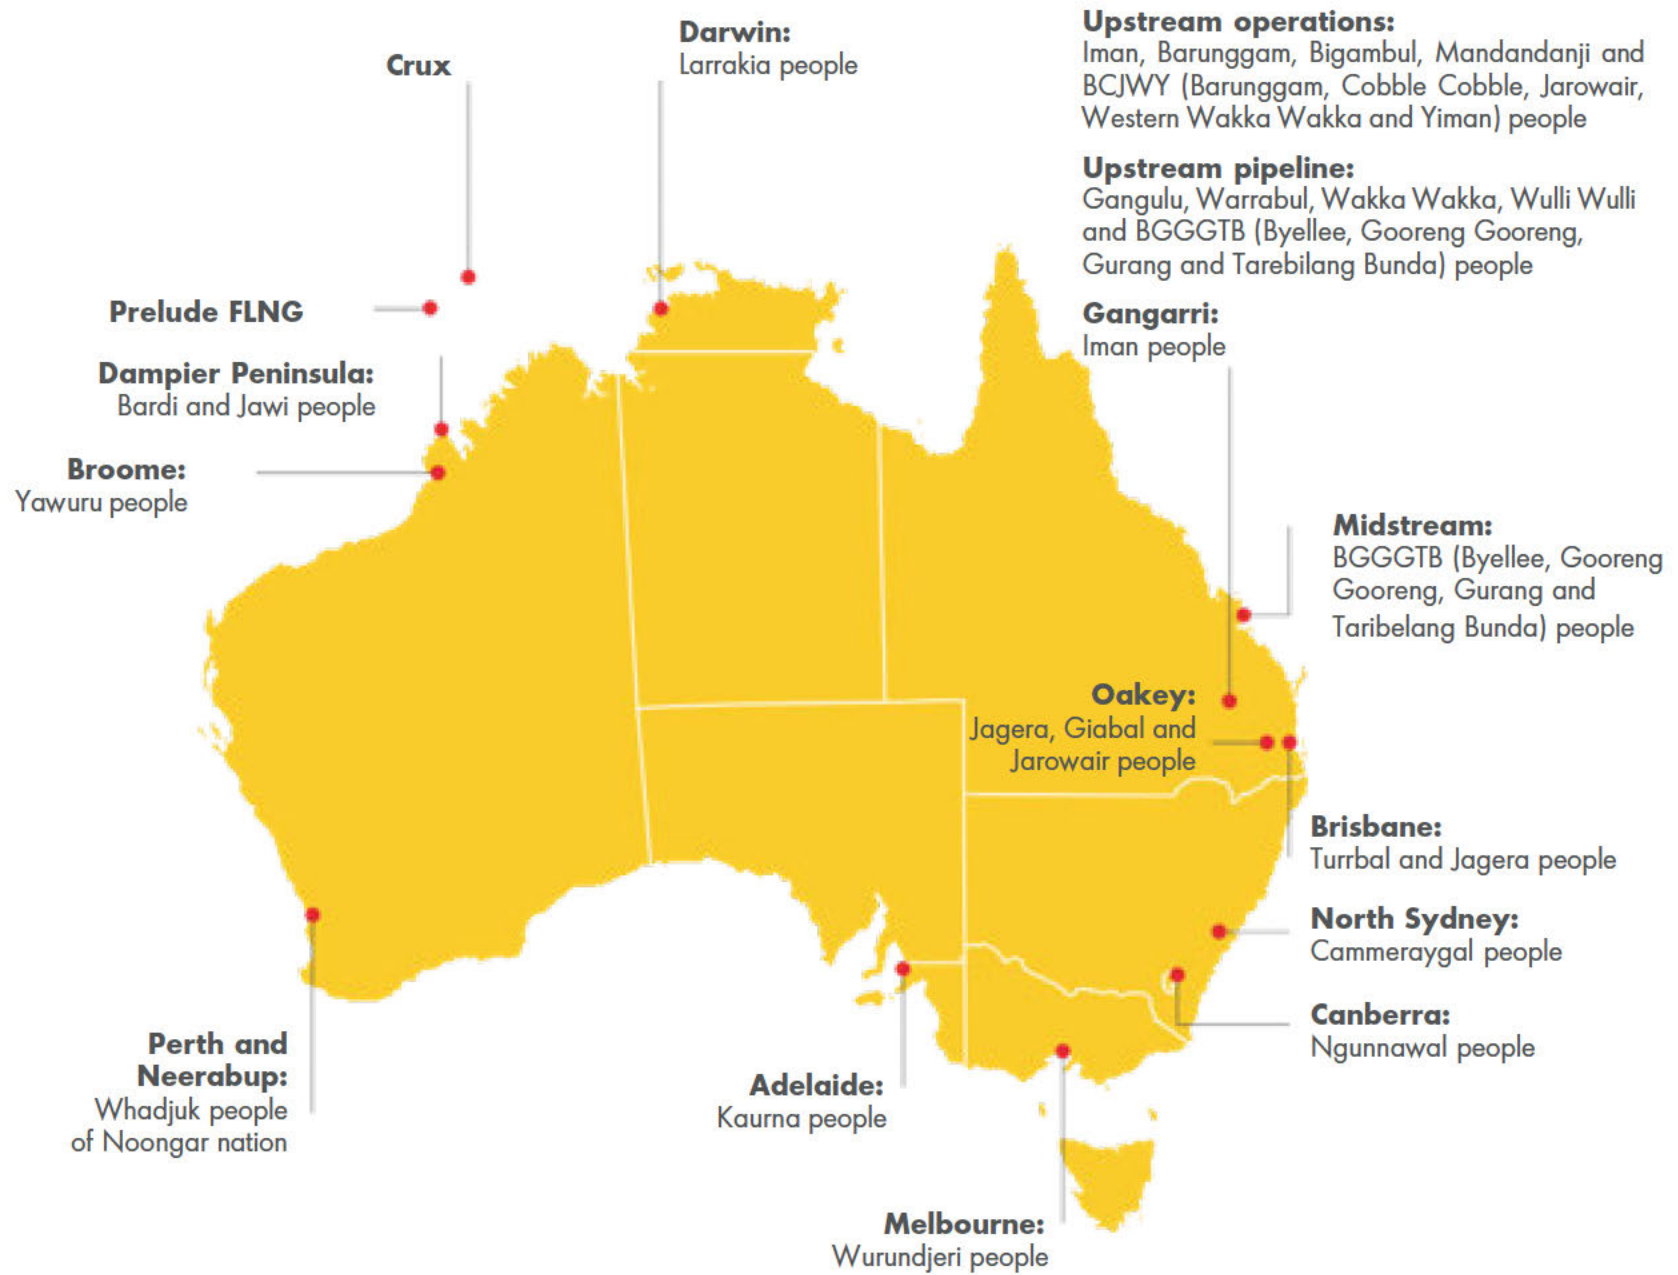 Crux
Darwin:
Larrakia people
Upstream operations:
Iman, Barunggam, Bigambul, Mandandanji and
BCJWY (Barunggam, Cobble Cobble, Jarowair,
Western Wakka Wakka and Yiman) people
Upstream pipeline:
Gangulu, Warrabul, Wakka Wakka, Wulli Wulli
and BGGGTB (Byellee, Gooreng Gooreng,
Gurang and Tarebilang Bunda) people
Gangarri:
Iman people
Prelude FLNG
Dampier Peninsula:
Bardi and Jawi people
Broome:
Yawuru people
Midstream:
BGGGTB (Byellee, Gooreng
Gooreng, Gurang and
Taribelang Bunda) people
Oakey:
Jagera, Giabal and
Jarowair people
Brisbane:
Turrbal and Jagera people
North Sydney:
Cammeraygal people
Canberra:
Ngunnawal people
Perth and
Neerabup:
Whadjuk people
of Noongar nation
Adelaide:
Kaurna people
Melbourne:
Wurundjeri people